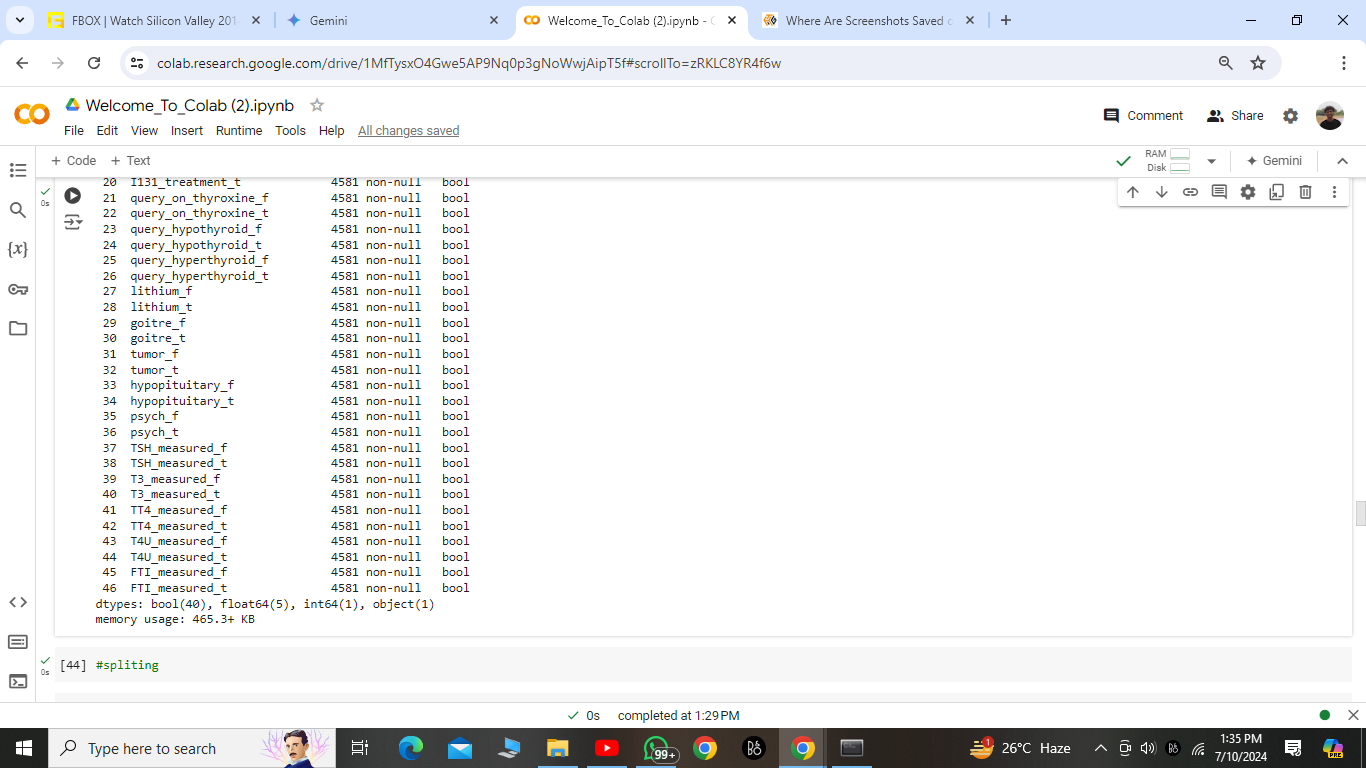 FBOX | Watch Silicon Valley 201
Gemini
Welcome_To_Colab (2).ipynb - C
Where Are Screenshots Saved o
colab.research.google.com/drive/1MfTysxO4Gwe5AP9Nq0p3gNoWwjAipT5f#scrollTo=zRKLC8YR4f6w
Welcome_To_Colab (2).ipynb
File Edit View Insert Runtime Tools Help All changes saved
Comment Share
+ Code + Text
RAM
Disk
Gemini
0s
20 I131_treatment_t 4581 non-null bool
21 query_on_thyroxine_f 4581 non-null bool
22 query_on_thyroxine_t 4581 non-null bool
23 query_hypothyroid_f 4581 non-null bool
24 query_hypothyroid_t 4581 non-null bool
25 query_hyperthyroid_f 4581 non-null bool
26 query_hyperthyroid_t 4581 non-null bool
27 lithium_f 4581 non-null bool
28 lithium_t 4581 non-null bool
29 goitre_f 4581 non-null bool
30 goitre_t 4581 non-null bool
31 tumor_f 4581 non-null bool
32 tumor_t 4581 non-null bool
33 hypopituitary_f 4581 non-null bool
34 hypopituitary_t 4581 non-null bool
35 psych_f 4581 non-null bool
36 psych_t 4581 non-null bool
37 TSH_measured_f 4581 non-null bool
38 TSH_measured_t 4581 non-null bool
39 T3_measured_f 4581 non-null bool
40 T3_measured_t 4581 non-null bool
41 TT4_measured_f 4581 non-null bool
42 TT4_measured_t 4581 non-null bool
43 T4U_measured_f 4581 non-null bool
44 T4U_measured_t 4581 non-null bool
45 FTI_measured_f 4581 non-null bool
46 FTI_measured_t 4581 non-null bool
dtypes: bool(40), float64(5), int64(1), object(1)
memory usage: 465.3+ KB
0s
[44] #spliting
0s completed at 1:29 PM
Type here to search
99+
26°C Haze
1:35 PM
7/10/2024
PRE